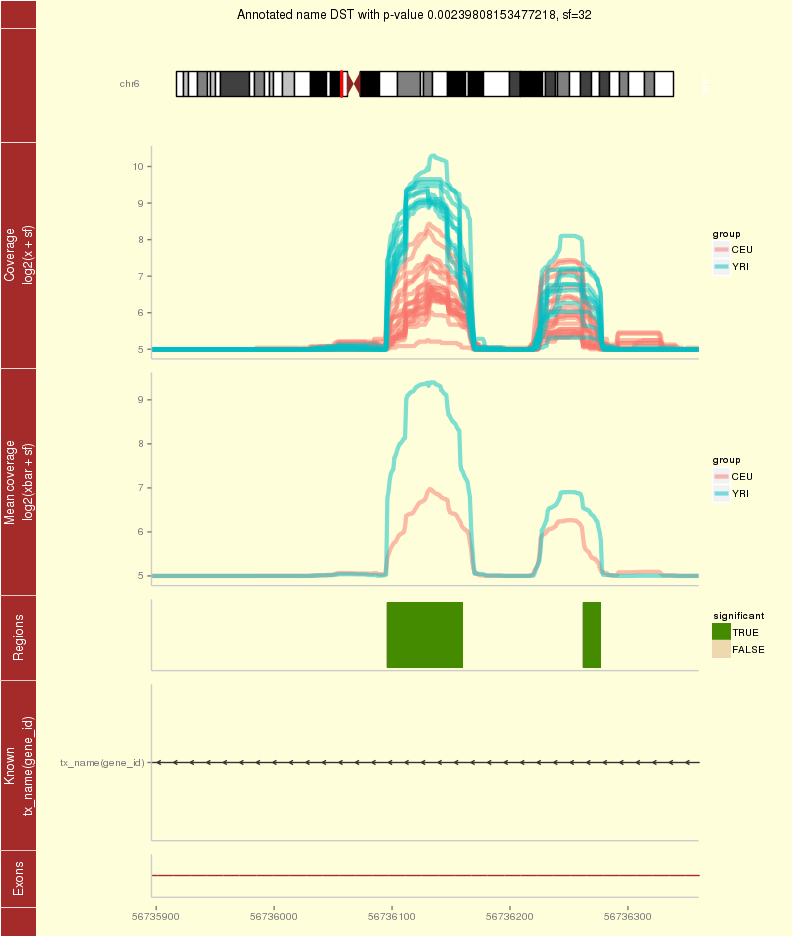 Annotated name DST with p-value 0.00239808153477218, sf=32
chr6
Coverage
log2(x + sf)
10
9
8
7
6
5
group
CEU
YRI
Mean coverage
log2(xbar + sf)
9
8
7
6
5
group
CEU
YRI
Regions
significant
TRUE
FALSE
Known
tx_name(gene_id)
tx_name(gene_id)
Exons
56735900
56736000
56736100
56736200
56736300